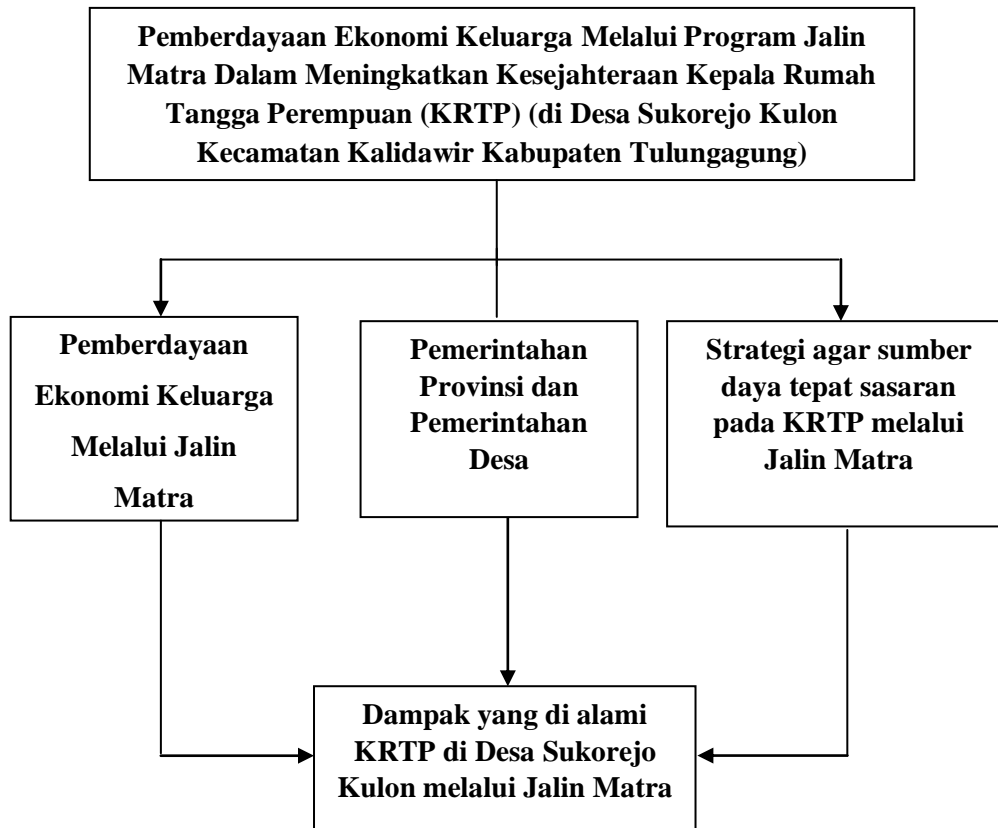 Pemberdayaan Ekonomi Keluarga Melalui Program Jalin
Matra Dalam Meningkatkan Kesejahteraan Kepala Rumah
Tangga Perempuan (KRTP) (di Desa Sukorejo Kulon
Kecamatan Kalidawir Kabupaten Tulungagung)
Pemberdayaan
Ekonomi Keluarga
Melalui Jalin
Matra
Pemerintahan
Provinsi dan
Pemerintahan
Desa
Strategi agar sumber
daya tepat sasaran
pada KRTP melalui
Jalin Matra
Dampak yang di alami
KRTP di Desa Sukorejo
Kulon melalui Jalin Matra